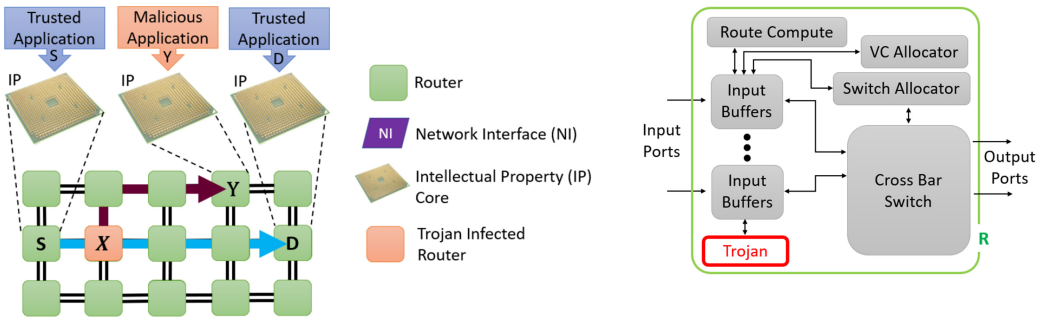 Trusted
Application
S
Malicious
Application
Y
Trusted
Application
D
IP
IP
IP
Y
S
X
D
Router
NI
Network Interface (NI)
Intellectual Property (IP)
Core
Trojan Infected
Router
Route Compute
VC Allocator
Switch Allocator
Input
Buffers
Input
Ports
Input
Buffers
Cross Bar
Switch
Output
Ports
Trojan
R